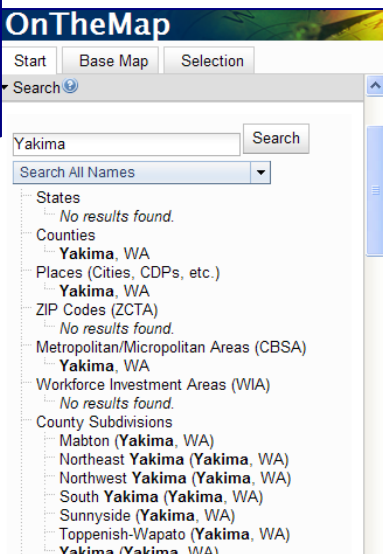 OnTheMap
Start Base Map Selection
Search
Yakima Search
Search All Names
States
No results found.
Counties
Yakima, WA
Places (Cities, CDPs, etc.)
Yakima, WA
ZIP Codes (ZCTA)
No results found.
Metropolitan/Micropolitan Areas (CBSA)
Yakima, WA
Workforce Investment Areas (WIA)
No results found.
County Subdivisions
Mabton (Yakima, WA)
Northeast Yakima (Yakima, WA)
Northwest Yakima (Yakima, WA)
South Yakima (Yakima, WA)
Sunnyside (Yakima, WA)
Toppenish-Wapato (Yakima, WA)
Yakima (Yakima, WA)